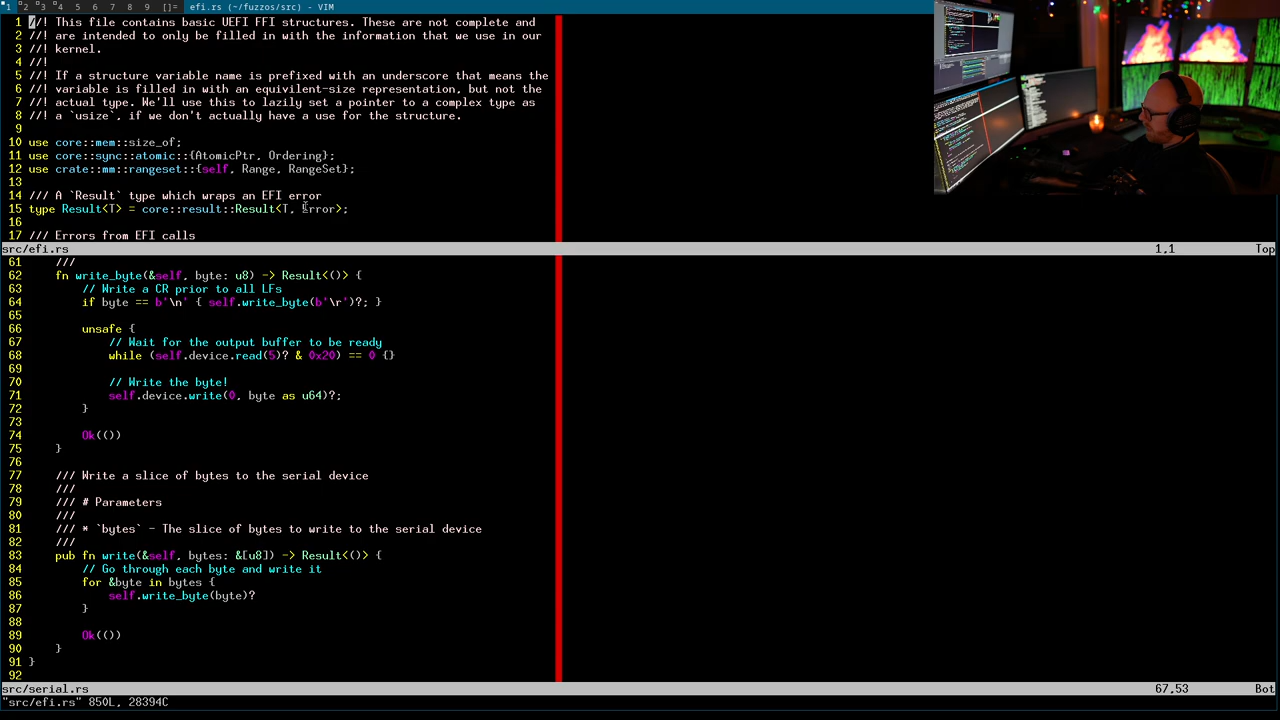 1 2 3 4 5 6 7 8 9 []= efi.rs (~/fuzzos/src) - VIM
1 //! This file contains basic UEFI FFI structures. These are not complete and
2 //! are intended to only be filled in with the information that we use in our
3 //! kernel.
4 //!
5 //! If a structure variable name is prefixed with an underscore that means the
6 //! variable is filled in with an equivilent-size representation, but not the
7 //! actual type. We'll use this to lazily set a pointer to a complex type as
8 //! a `usize`, if we don't actually have a use for the structure.
9
10 use core::mem::size_of;
11 use core::sync::atomic::{AtomicPtr, Ordering};
12 use crate::mm::rangeset::{self, Range, RangeSet};
13
14 /// A `Result` type which wraps an EFI error
15 type Result<T> = core::result::Result<T, Error>;
16
17 /// Errors from EFI calls
src/efi.rs 1,1 Top
61 ///
62 fn write_byte(&self, byte: u8) -> Result<()> {
63 // Write a CR prior to all LFs
64 if byte == b'\n' { self.write_byte(b'\r')?; }
65
66 unsafe {
67 // Wait for the output buffer to be ready
68 while (self.device.read(5)? & 0x20) == 0 {}
69
70 // Write the byte!
71 self.device.write(0, byte as u64)?;
72 }
73
74 Ok(())
75 }
76
77 /// Write a slice of bytes to the serial device
78 ///
79 /// # Parameters
80 ///
81 /// * `bytes` - The slice of bytes to write to the serial device
82 ///
83 pub fn write(&self, bytes: &[u8]) -> Result<()> {
84 // Go through each byte and write it
85 for &byte in bytes {
86 self.write_byte(byte)?
87 }
88
89 Ok(())
90 }
91 }
92
src/serial.rs 67,53 Bot
"src/efi.rs" 850L, 28394C